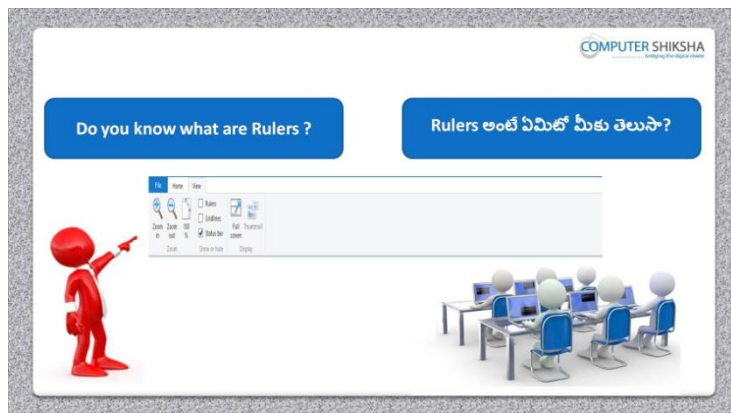 COMPUTER SHIKSHA
bridging the digital divide
Do you know what are Rulers ?
Rulers అంటే ఏమిటో మీకు తెలుసా?
File Home View
Rulers
Gridlines
Status bar
Zoom in
Zoom out
100 %
Full screen
Thumbnail
Zoom
Show or hide
Display